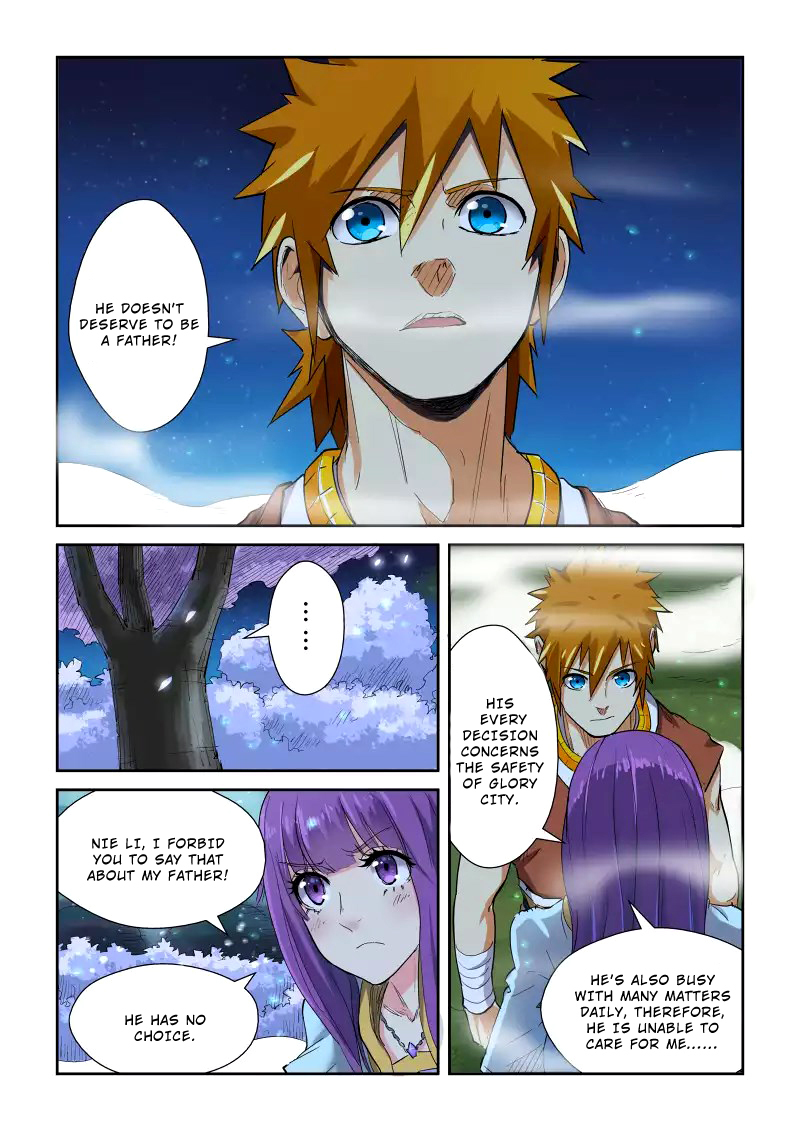 HE DOESN'T
DESERVE TO BE
A FATHER!
......
NIE LI, I FORBID
YOU TO SAY THAT
ABOUT MY FATHER!
HE HAS NO
CHOICE.
HIS
EVERY
DECISION
CONCERNS
THE SAFETY
OF GLORY
CITY.
HE'S ALSO BUSY
WITH MANY MATTERS
DAILY, THEREFORE,
HE IS UNABLE TO
CARE FOR ME......